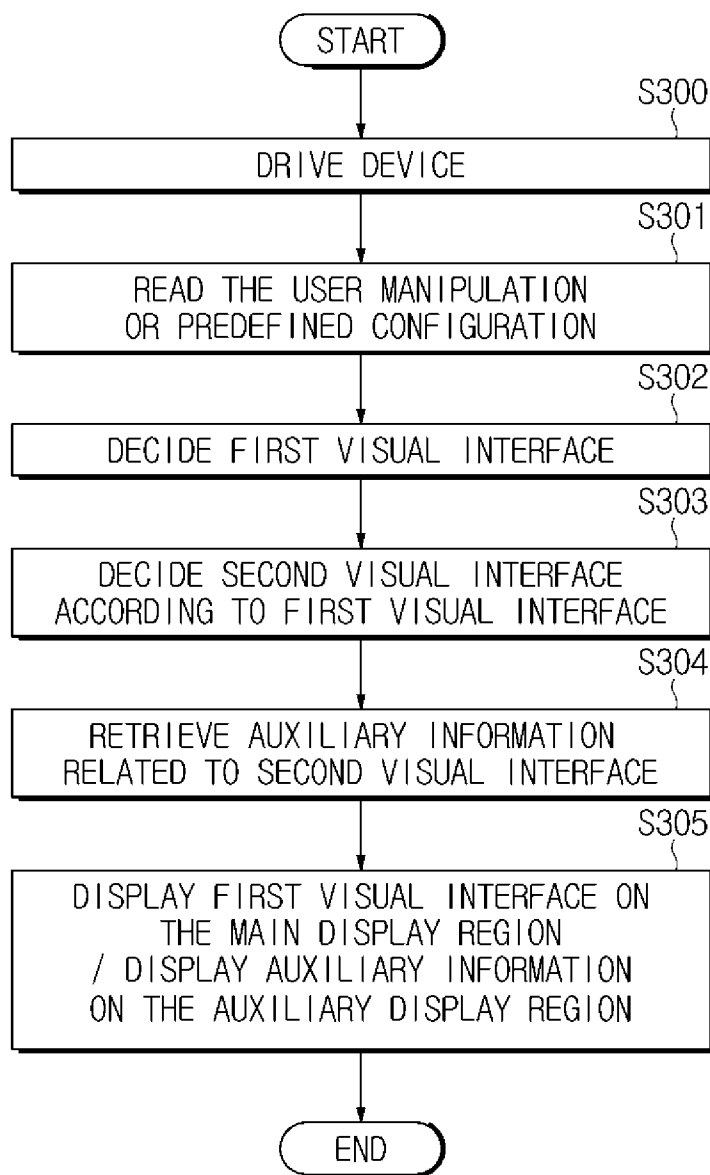 START
S300
DRIVE DEVICE
S301
READ THE USER MANIPULATION
OR PREDEFINED CONFIGURATION
S302
DECIDE FIRST VISUAL INTERFACE
S303
DECIDE SECOND VISUAL INTERFACE
ACCORDING TO FIRST VISUAL INTERFACE
S304
RETRIEVE AUXILIARY INFORMATION
RELATED TO SECOND VISUAL INTERFACE
S305
DISPLAY FIRST VISUAL INTERFACE ON
THE MAIN DISPLAY REGION
/ DISPLAY AUXILIARY INFORMATION
ON THE AUXILIARY DISPLAY REGION
END